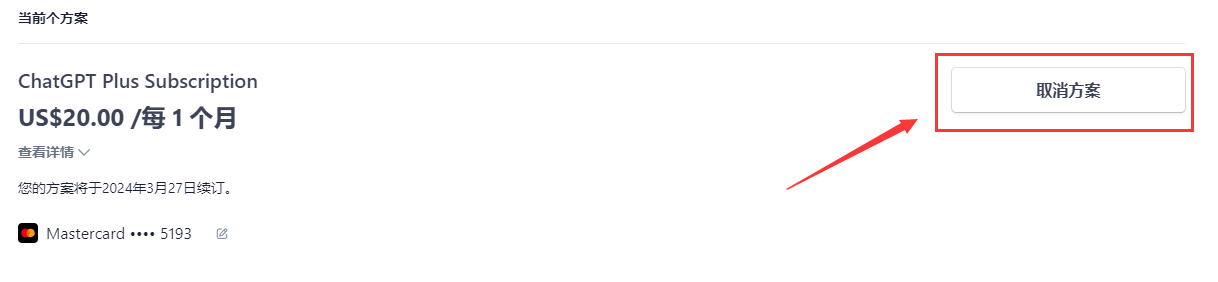 当前个方案
ChatGPT Plus Subscription
取消方案
US$20.00 /每 1 个月
查看详情
您的方案将于2024年3月27日续订。
Mastercard •••• 5193